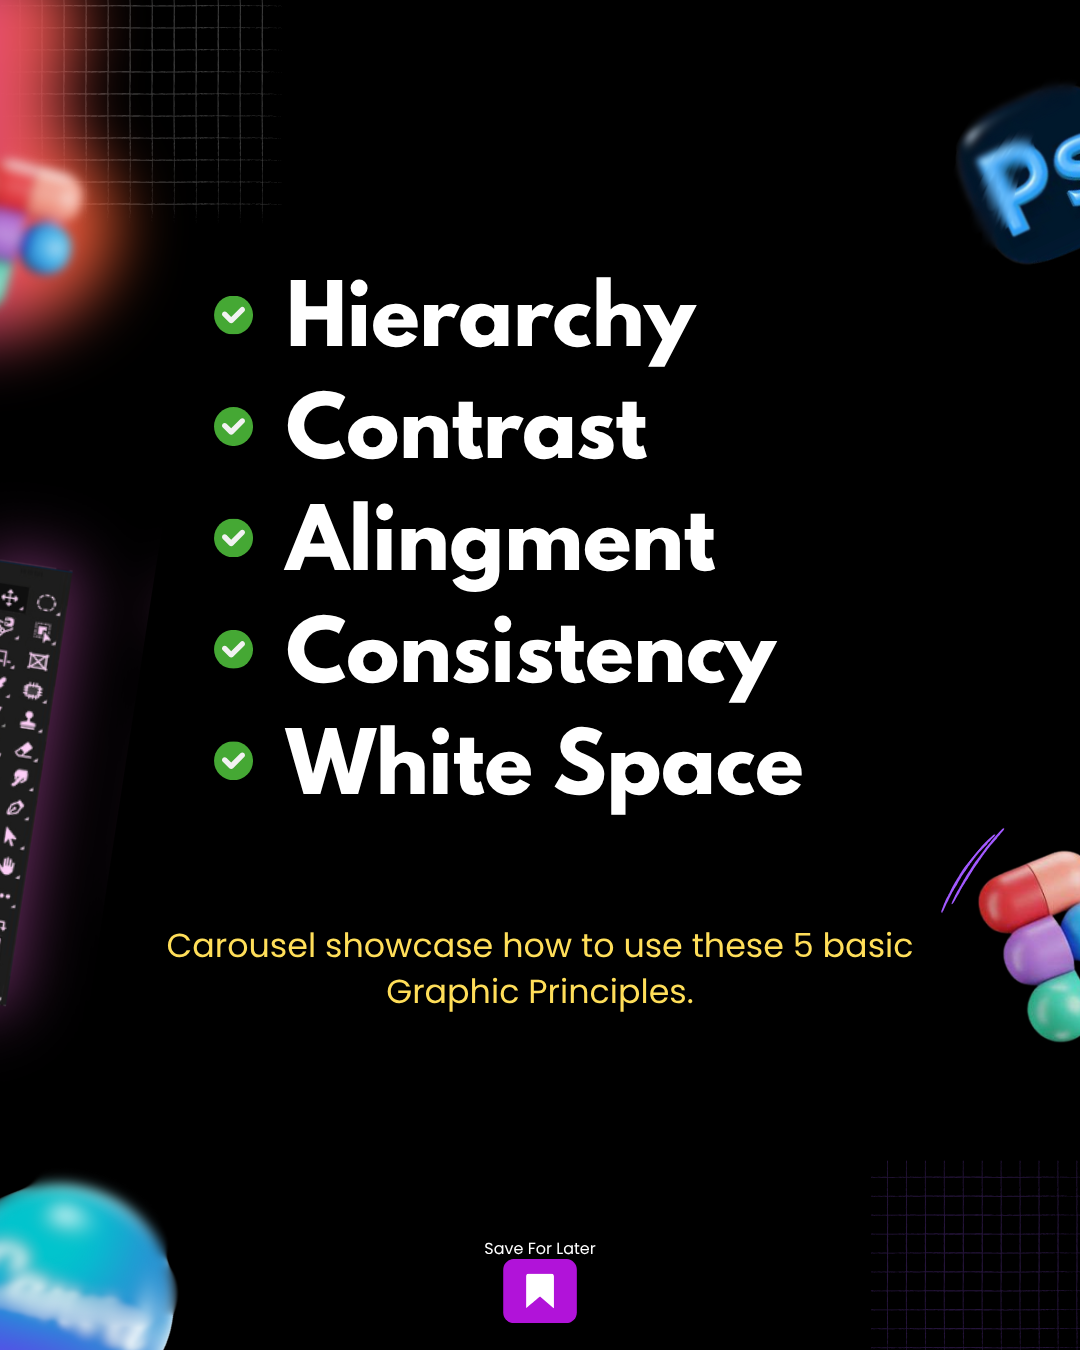 Ps
Hierarchy
Contrast
Alingment
Consistency
White Space
Carousel showcase how to use these 5 basic
Graphic Principles.
Save For Later
Canva